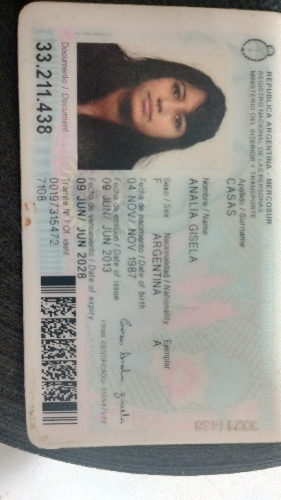 REPUBLICA ARGENTINA - MERCOSUR
REGISTRO NACIONAL DE LAS PERSONAS
MINISTERIO DEL INTERIOR Y TRANSPORTE
Apellido / Surname
CASAS
Nombre / Name
ANALIA GISELA
Sexo / Sex
Nacionalidad / Nationality
Ejemplar
F
ARGENTINA
A
Fecha de nacimiento / Date of birth
04 NOV/ NOV 1987
Fecha de emisión / Date of issue
09 JUN/ JUN 2013
Fecha de vencimiento / Date of expiry
09 JUN/ JUN 2028
FIRMA IDENTIFICADO / SIGNATURE
Documento / Document
33.211.438
Trámite Nº / Of. ident.
00197315472
7108
33211438